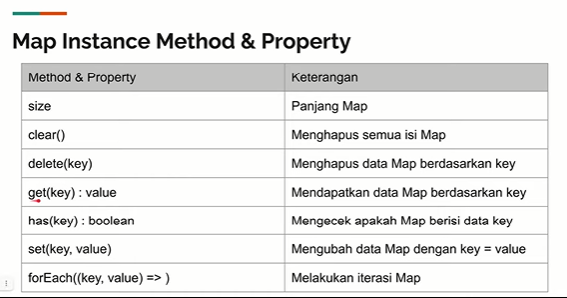 Map Instance Method & Property
Method & Property Keterangan
size Panjang Map
clear() Menghapus semua isi Map
delete(key) Menghapus data Map berdasarkan key
get(key) : value Mendapatkan data Map berdasarkan key
has(key) : boolean Mengecek apakah Map berisi data key
set(key, value) Mengubah data Map dengan key = value
forEach((key, value) => ) Melakukan iterasi Map